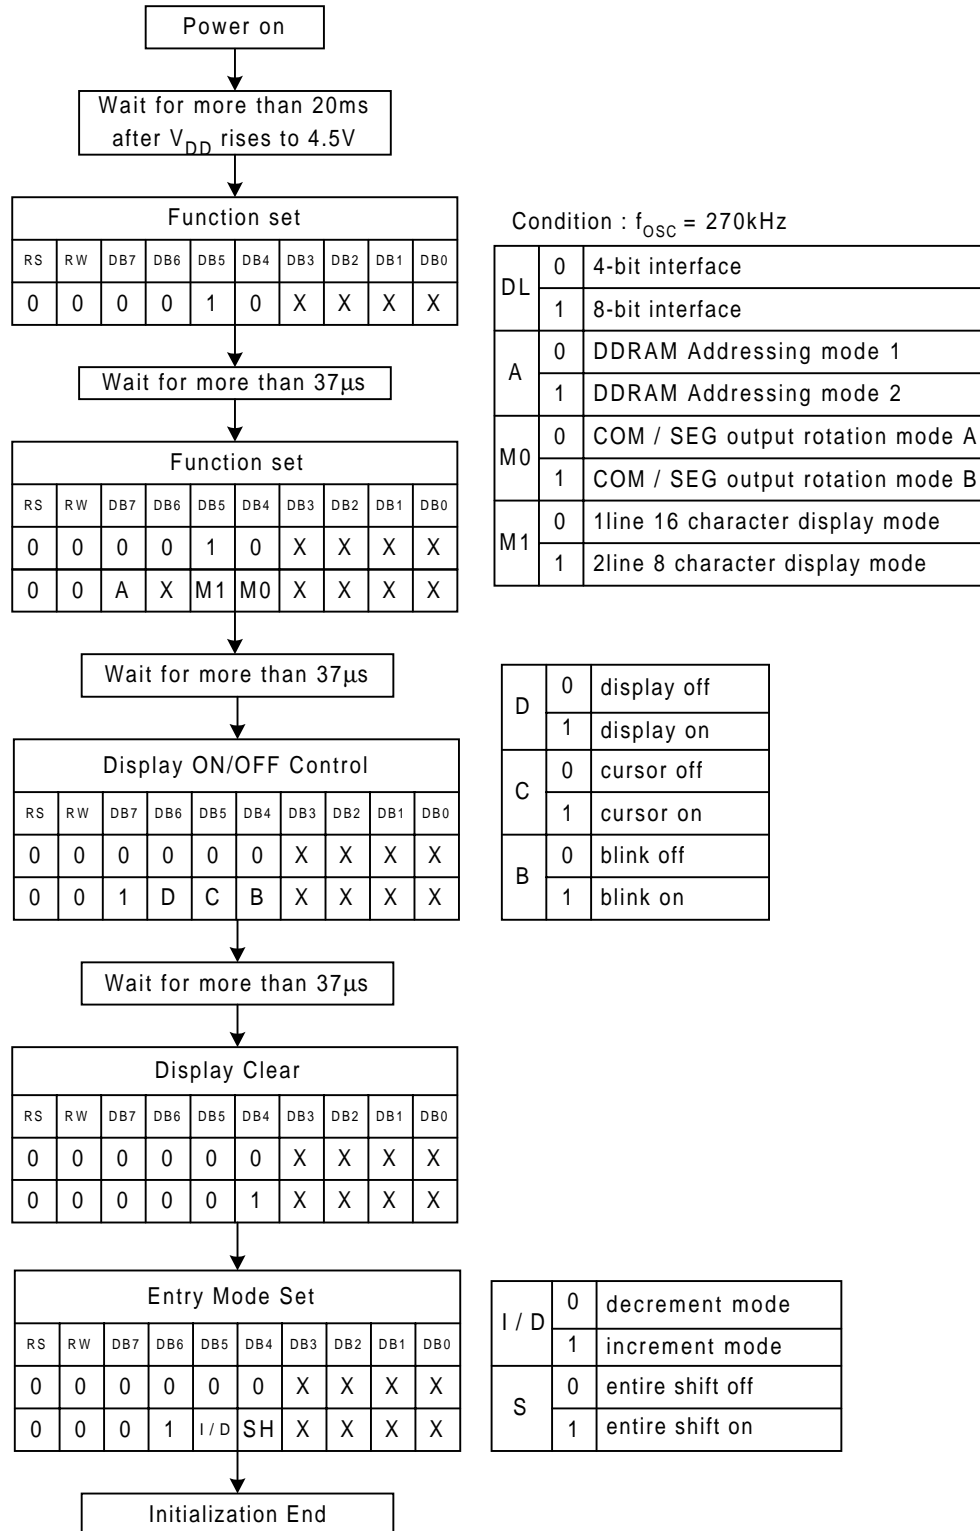 Power on
Wait for more than 20ms
after VDD rises to 4.5V
Function set
RS RW DB7 DB6 DB5 DB4 DB3 DB2 DB1 DB0
0 0 0 0 1 0 X X X X
Wait for more than 37μs
Function set
RS RW DB7 DB6 DB5 DB4 DB3 DB2 DB1 DB0
0 0 0 0 1 0 X X X X
0 0 A X M1 M0 X X X X
Wait for more than 37μs
Display ON/OFF Control
RS RW DB7 DB6 DB5 DB4 DB3 DB2 DB1 DB0
0 0 0 0 0 0 X X X X
0 0 1 D C B X X X X
Wait for more than 37μs
Display Clear
RS RW DB7 DB6 DB5 DB4 DB3 DB2 DB1 DB0
0 0 0 0 0 0 X X X X
0 0 0 0 0 1 X X X X
Entry Mode Set
RS RW DB7 DB6 DB5 DB4 DB3 DB2 DB1 DB0
0 0 0 0 0 0 X X X X
0 0 0 1 I / D SH X X X X
Initialization End
Condition : fOSC = 270kHz
DL
0 4-bit interface
1 8-bit interface
A
0 DDRAM Addressing mode 1
1 DDRAM Addressing mode 2
M0
0 COM / SEG output rotation mode A
1 COM / SEG output rotation mode B
M1
0 1line 16 character display mode
1 2line 8 character display mode
D
0 display off
1 display on
C
0 cursor off
1 cursor on
B
0 blink off
1 blink on
I / D
0 decrement mode
1 increment mode
S
0 entire shift off
1 entire shift on